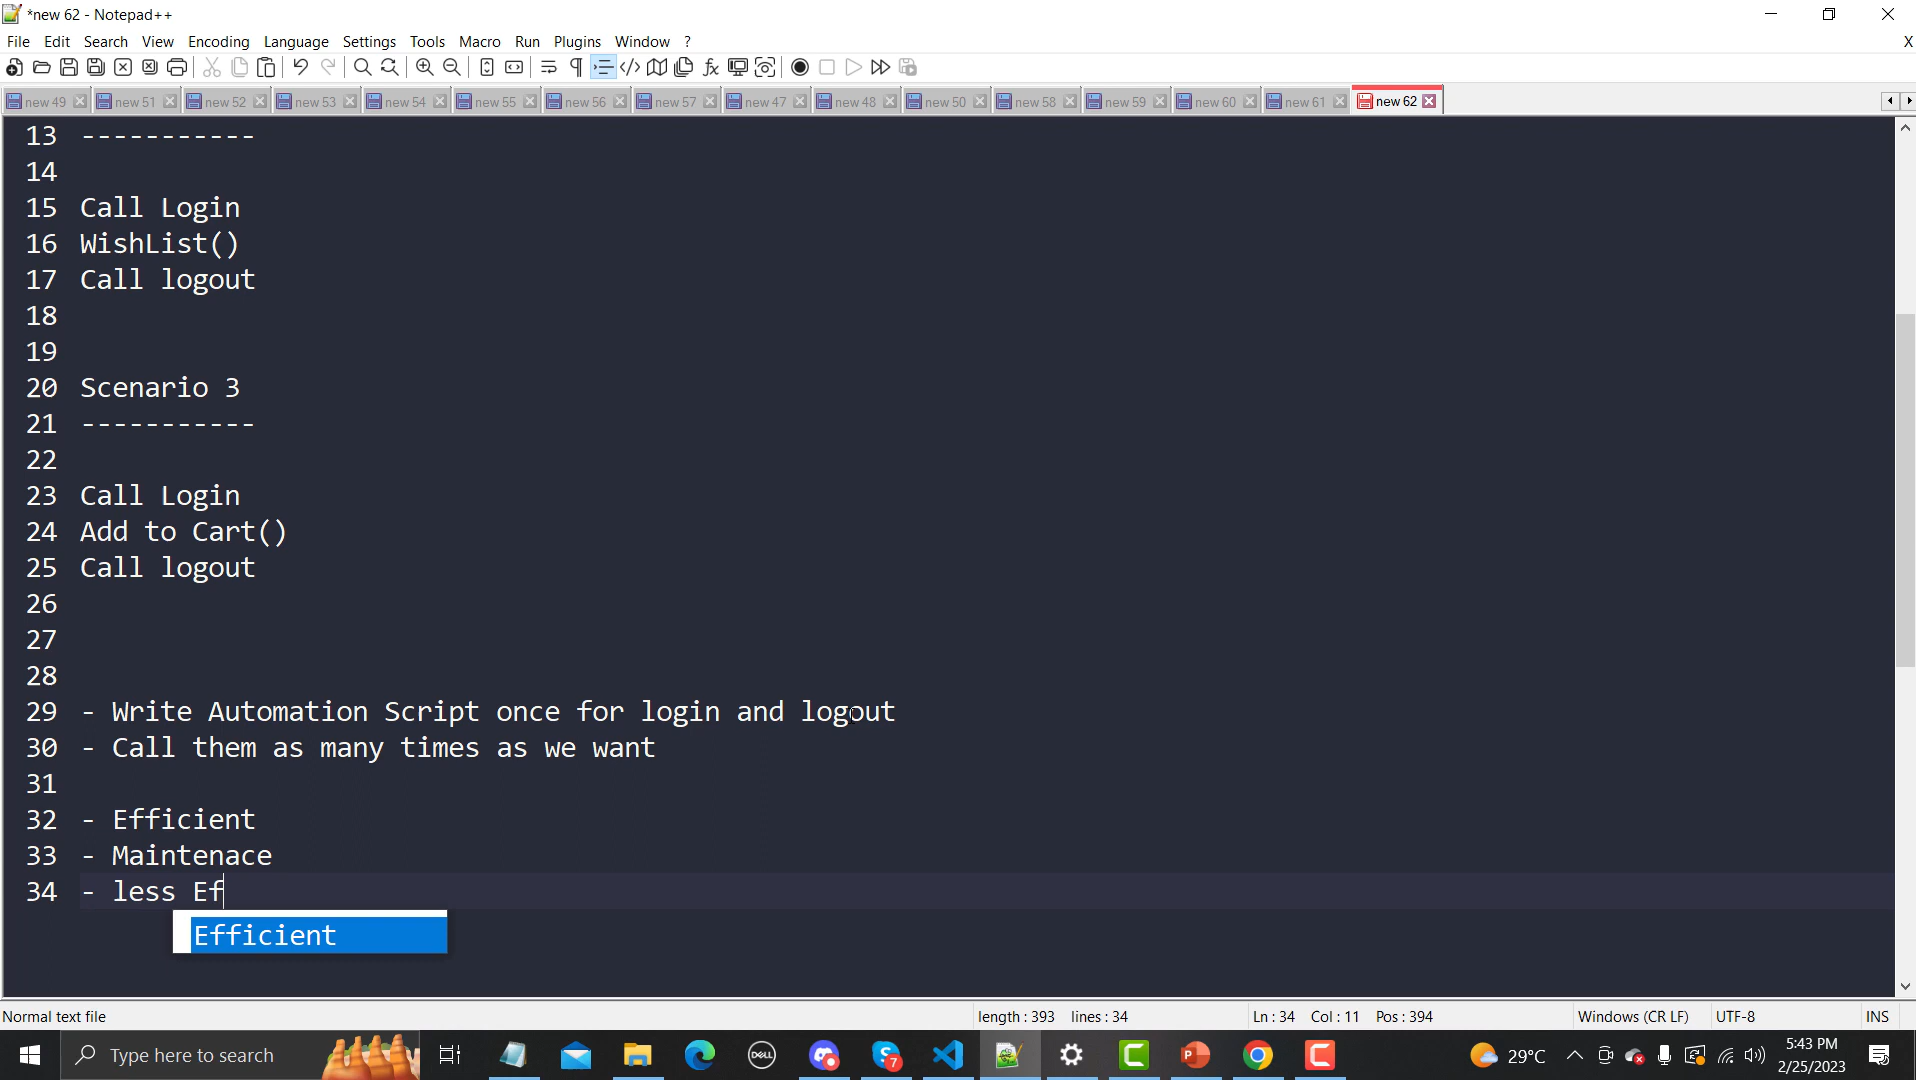 *new 62 - Notepad++
File Edit Search View Encoding Language Settings Tools Macro Run Plugins Window ? X
new 49 new 51 new 52 new 53 new 54 new 55 new 56 new 57 new 47 new 48 new 50 new 58 new 59 new 60 new 61 new 62
13 -----------
14
15 Call Login
16 WishList()
17 Call logout
18
19
20 Scenario 3
21 -----------
22
23 Call Login
24 Add to Cart()
25 Call logout
26
27
28
29 - Write Automation Script once for login and logout
30 - Call them as many times as we want
31
32 - Efficient
33 - Maintenace
34 - less Ef
Efficient
Normal text file length : 393 lines : 34 Ln : 34 Col : 11 Pos : 394 Windows (CR LF) UTF-8 INS
Type here to search DELL 7 29°C 5:43 PM
2/25/2023